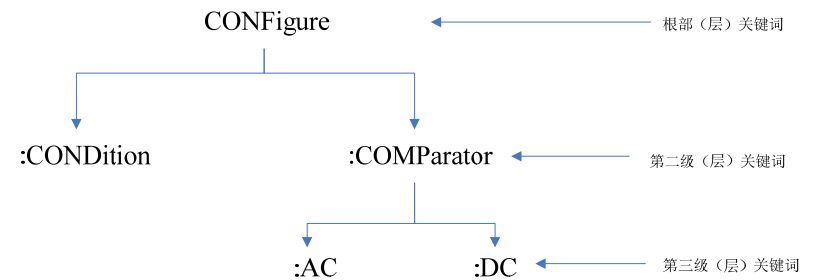 CONFigure
根部（层）关键词
:CONDition
:COMParator
第二级（层）关键词
:AC
:DC
第三级（层）关键词